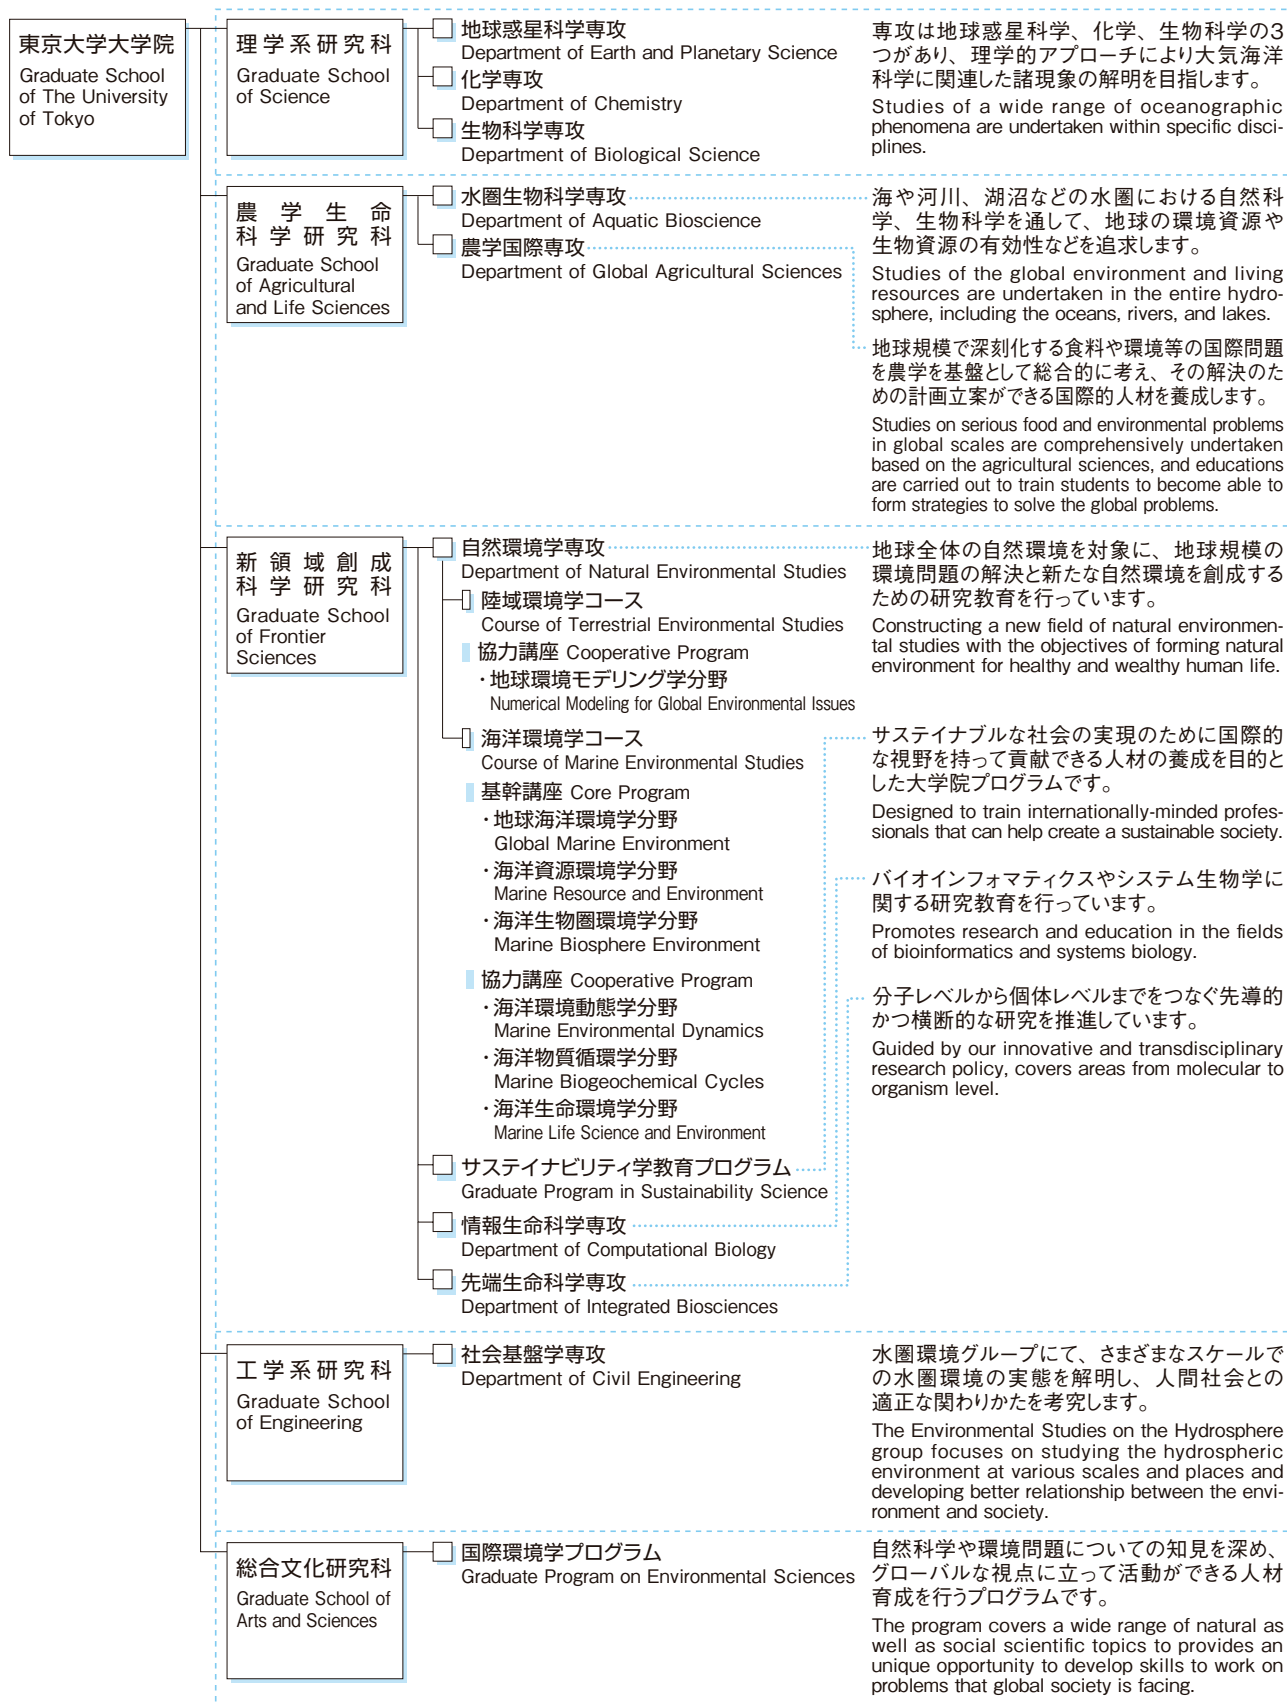 東京大学大学院
Graduate School
of The University
of Tokyo
理学系研究科
Graduate School
of Science
地球惑星科学専攻
Department of Earth and Planetary Science
化学専攻
Department of Chemistry
生物科学専攻
Department of Biological Science
専攻は地球惑星科学、化学、生物科学の3
つがあり、理学的アプローチにより大気海洋
科学に関連した諸現象の解明を目指します。
Studies of a wide range of oceanographic
phenomena are undertaken within specific disci-
plines.
農学生命
科学研究科
Graduate School
of Agricultural
and Life Sciences
水圏生物科学専攻
Department of Aquatic Bioscience
農学国際専攻
Department of Global Agricultural Sciences
海や河川、湖沼などの水圏における自然科
学、生物科学を通して、地球の環境資源や
生物資源の有効性などを追求します。
Studies of the global environment and living
resources are undertaken in the entire hydro-
sphere, including the oceans, rivers, and lakes.
地球規模で深刻化する食料や環境等の国際問題
を農学を基盤として総合的に考え、その解決のた
めの計画立案ができる国際的人材を養成します。
Studies on serious food and environmental problems
in global scales are comprehensively undertaken
based on the agricultural sciences, and educations
are carried out to train students to become able to
form strategies to solve the global problems.
新領域創成
科学研究科
Graduate School
of Frontier
Sciences
自然環境学専攻
Department of Natural Environmental Studies
陸域環境学コース
Course of Terrestrial Environmental Studies
協力講座 Cooperative Program
・地球環境モデリング学分野
Numerical Modeling for Global Environmental Issues
海洋環境学コース
Course of Marine Environmental Studies
基幹講座 Core Program
・地球海洋環境学分野
Global Marine Environment
・海洋資源環境学分野
Marine Resource and Environment
・海洋生物圏環境学分野
Marine Biosphere Environment
協力講座 Cooperative Program
・海洋環境動態学分野
Marine Environmental Dynamics
・海洋物質循環学分野
Marine Biogeochemical Cycles
・海洋生命環境学分野
Marine Life Science and Environment
サステイナビリティ学教育プログラム
Graduate Program in Sustainability Science
情報生命科学専攻
Department of Computational Biology
先端生命科学専攻
Department of Integrated Biosciences
地球全体の自然環境を対象に、地球規模の
環境問題の解決と新たな自然環境を創成する
ための研究教育を行っています。
Constructing a new field of natural environmen-
tal studies with the objectives of forming natural
environment for healthy and wealthy human life.
サステイナブルな社会の実現のために国際的
な視野を持って貢献できる人材の養成を目的と
した大学院プログラムです。
Designed to train internationally-minded profes-
sionals that can help create a sustainable society.
バイオインフォマティクスやシステム生物学に
関する研究教育を行っています。
Promotes research and education in the fields
of bioinformatics and systems biology.
分子レベルから個体レベルまでをつなぐ先導的
かつ横断的な研究を推進しています。
Guided by our innovative and transdisciplinary
research policy, covers areas from molecular to
organism level.
工学系研究科
Graduate School
of Engineering
社会基盤学専攻
Department of Civil Engineering
水圏環境グループにて、さまざまなスケールで
の水圏環境の実態を解明し、人間社会との
適正な関わりかたを考究します。
The Environmental Studies on the Hydrosphere
group focuses on studying the hydrospheric
environment at various scales and places and
developing better relationship between the envi-
ronment and society.
総合文化研究科
Graduate School of
Arts and Sciences
国際環境学プログラム
Graduate Program on Environmental Sciences
自然科学や環境問題についての知見を深め、
グローバルな視点に立って活動ができる人材
育成を行うプログラムです。
The program covers a wide range of natural as
well as social scientific topics to provides an
unique opportunity to develop skills to work on
problems that global society is facing.